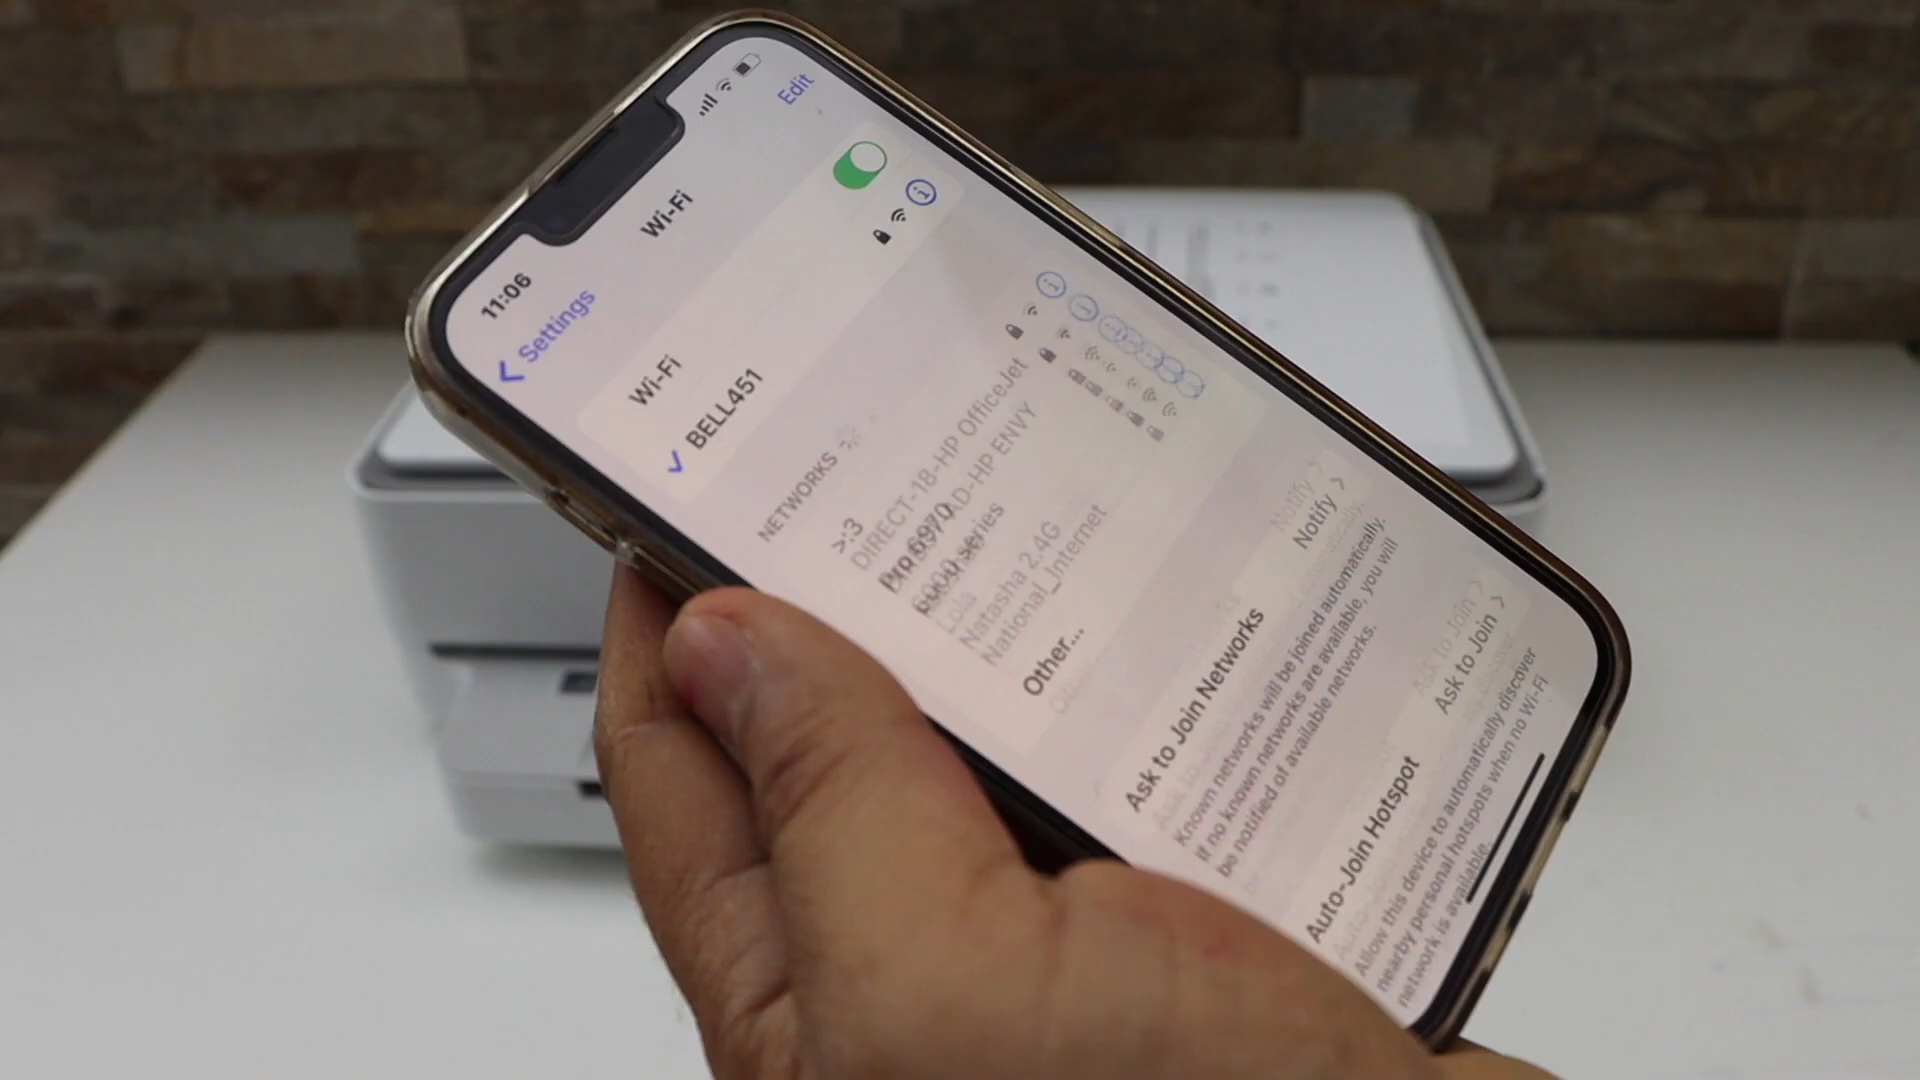 11:06
Settings
Wi-Fi
Edit
Wi-Fi
BELL451
NETWORKS
>:3
DIRECT-18-HP OfficeJet
Pro 6970
AD-HP ENVY
6000 series
Lola
Natasha 2.4G
National_Internet
Other...
Ask to Join Networks
Notify
Known networks will be joined automatically.
If no known networks are available, you will
be notified of available networks.
Auto-Join Hotspot
Ask to Join
Allow this device to automatically discover
nearby personal hotspots when no Wi-Fi
network is available.